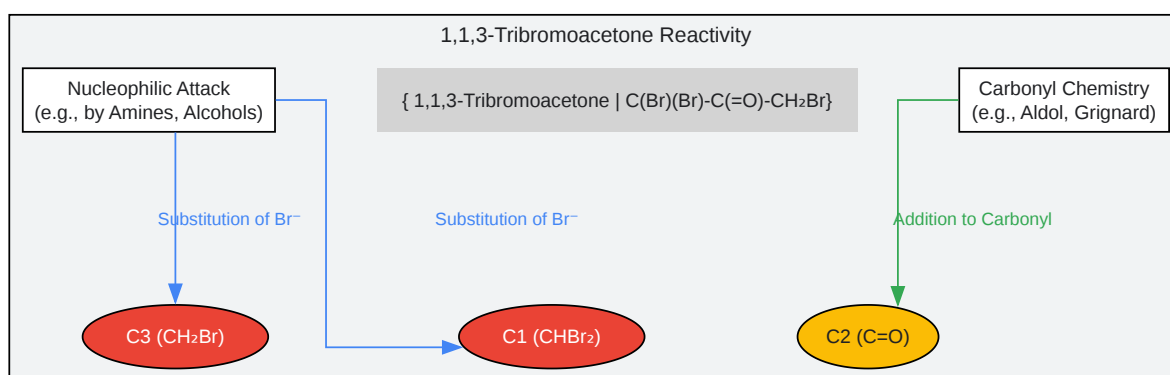 1,1,3-Tribromoacetone Reactivity
Nucleophilic Attack
(e.g., by Amines, Alcohols)
{ 1,1,3-Tribromoacetone | C(Br)(Br)-C(=O)-CH₂Br}
Carbonyl Chemistry
(e.g., Aldol, Grignard)
Substitution of Br⁻
Substitution of Br⁻
Addition to Carbonyl
C3 (CH₂Br)
C1 (CHBr₂)
C2 (C=O)